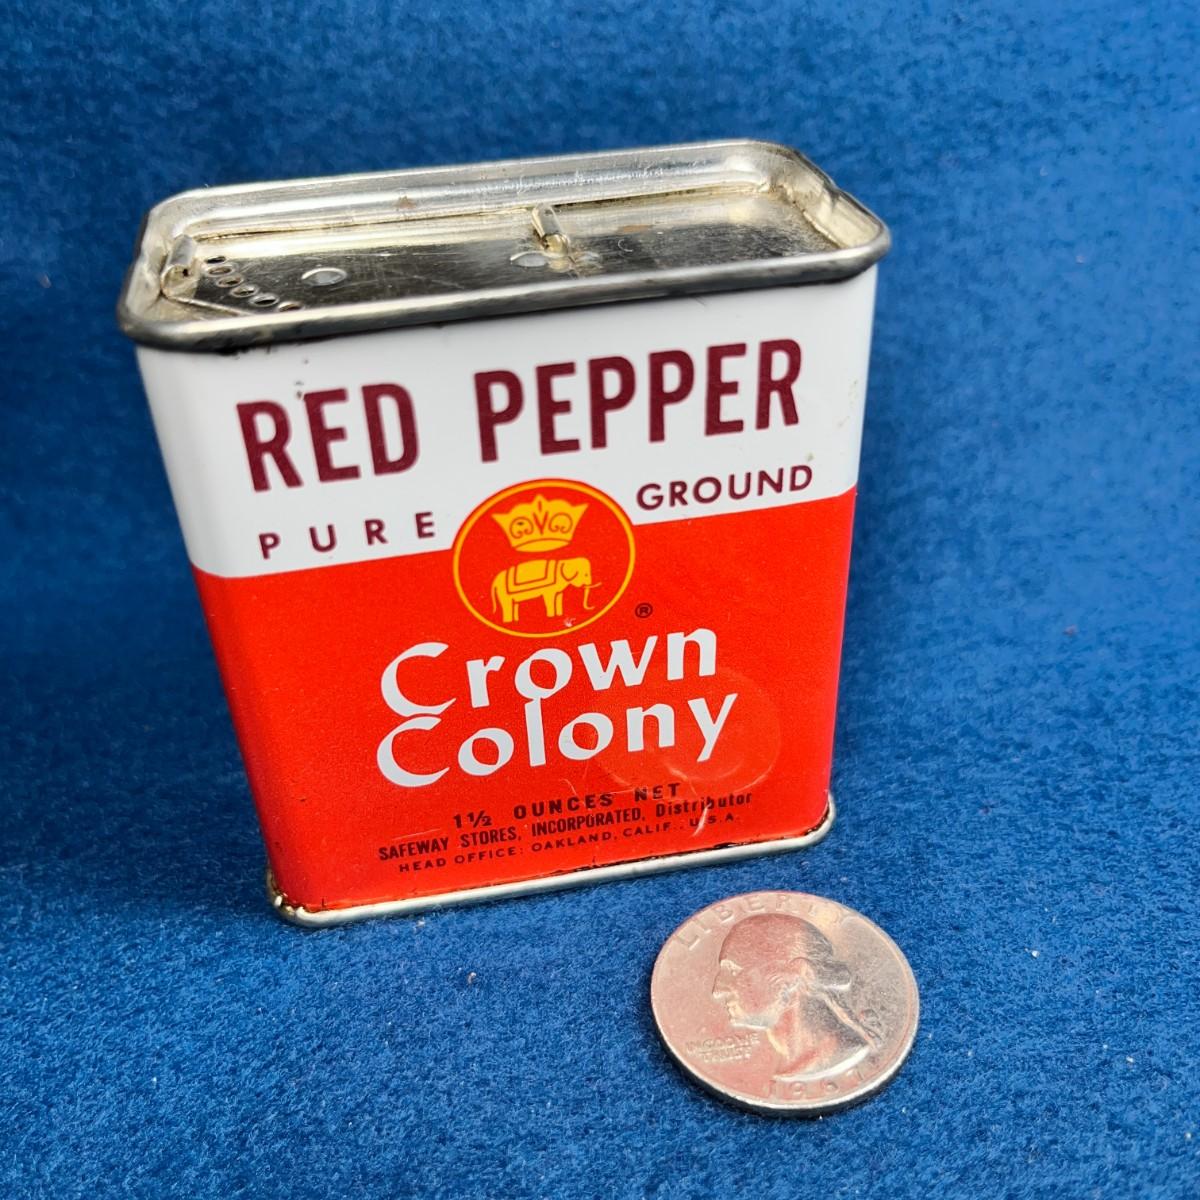 RED PEPPER
PURE GROUND
®
Crown
Colony
1½ OUNCES NET
SAFEWAY STORES, INCORPORATED, Distributor
HEAD OFFICE: OAKLAND, CALIF., U.S.A.
LIBERTY
IN GOD WE
TRUST
1967